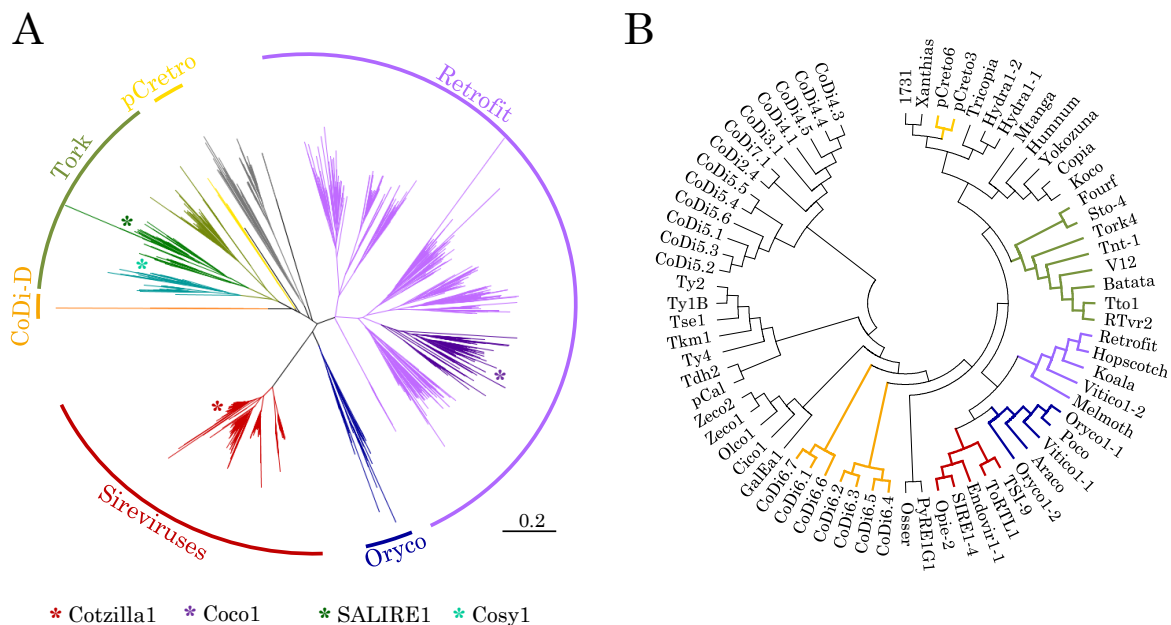 A
B
pCretro
Retrofit
Tork
CoDi-D
Sireviruses
Oryco
0.2
* Cotzilla1
* Coco1
* SALIRE1
* Cosy1
1731
Xanthias
pCreto6
pCreto3
Tricopia
Hydra1-2
Hydra1-1
Mtanga
Humnum
Yokozuna
Copia
Koco
Fourf
Sto-4
Tork4
Tnt-1
V12
Batata
Tto1
RTvr2
Retrofit
Hopscotch
Koala
Vitico1-2
Melmoth
Oryco1-1
Poco
Vitico1-1
Araco
Oryco1-2
TSI-9
ToRTL1
Endovir1-1
SIRE1-4
Opie-2
PyRE1G1
Osser
CoDi6.4
CoDi6.5
CoDi6.3
CoDi6.2
CoDi6.6
CoDi6.1
CoDi6.7
GalEa1
Cico1
Olco1
Zeco1
Zeco2
pCal
Tdh2
Ty4
Tkm1
Tse1
Ty1B
Ty2
CoDi5.2
CoDi5.3
CoDi5.1
CoDi5.6
CoDi5.4
CoDi5.5
CoDi2.4
CoDi7.1
CoDi3.1
CoDi4.1
CoDi4.5
CoDi4.4
CoDi4.3